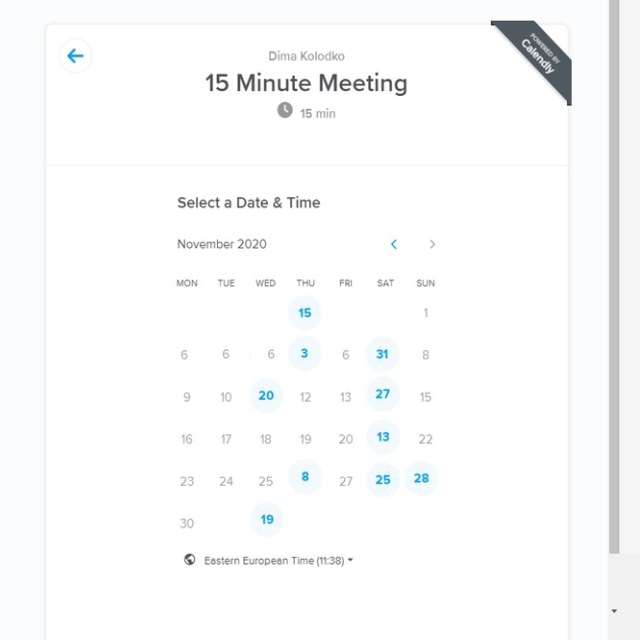 POWERED BY
Calendly
Dima Kolodko
15 Minute Meeting
15 min
Select a Date & Time
November 2020
MON TUE WED THU FRI SAT SUN
15 1
6 6 6 3 6 31 8
9 10 20 12 13 27 15
16 17 18 19 20 13 22
23 24 25 8 27 25 28
30 19
Eastern European Time (11:38)